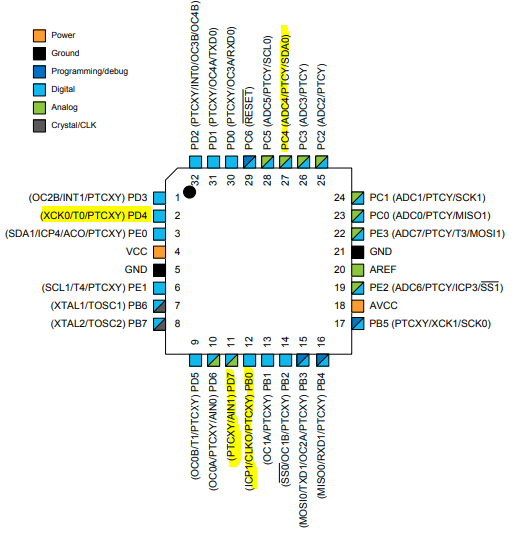 Power
Ground
Programming/debug
Digital
Analog
Crystal/CLK
PD2 (PTCXY/INT0/OC3B/OC4B)
PD1 (PTCXY/OC4A/TXD0)
PD0 (PTCXY/OC3A/RXD0)
PC6 (RESET)
PC5 (ADC5/PTCY/SCL0)
PC4 (ADC4/PTCY/SDA0)
PC3 (ADC3/PTCY)
PC2 (ADC2/PTCY)
32 31 30 29 28 27 26 25
(OC2B/INT1/PTCXY) PD3 1
(XCK0/T0/PTCXY) PD4 2
(SDA1/ICP4/ACO/PTCXY) PE0 3
VCC 4
GND 5
(SCL1/T4/PTCXY) PE1 6
(XTAL1/TOSC1) PB6 7
(XTAL2/TOSC2) PB7 8
24 PC1 (ADC1/PTCY/SCK1)
23 PC0 (ADC0/PTCY/MISO1)
22 PE3 (ADC7/PTCY/T3/MOSI1)
21 GND
20 AREF
19 PE2 (ADC6/PTCY/ICP3/SS1)
18 AVCC
17 PB5 (PTCXY/XCK1/SCK0)
9 10 11 12 13 14 15 16
(OC0B/T1/PTCXY) PD5
(OC0A/PTCXY/AIN0) PD6
(PTCXY/AIN1) PD7
(ICP1/CLKO/PTCXY) PB0
(OC1A/PTCXY) PB1
(SS0/OC1B/PTCXY) PB2
(MOSI0/TXD1/OC2A/PTCXY) PB3
(MISO0/RXD1/PTCXY) PB4